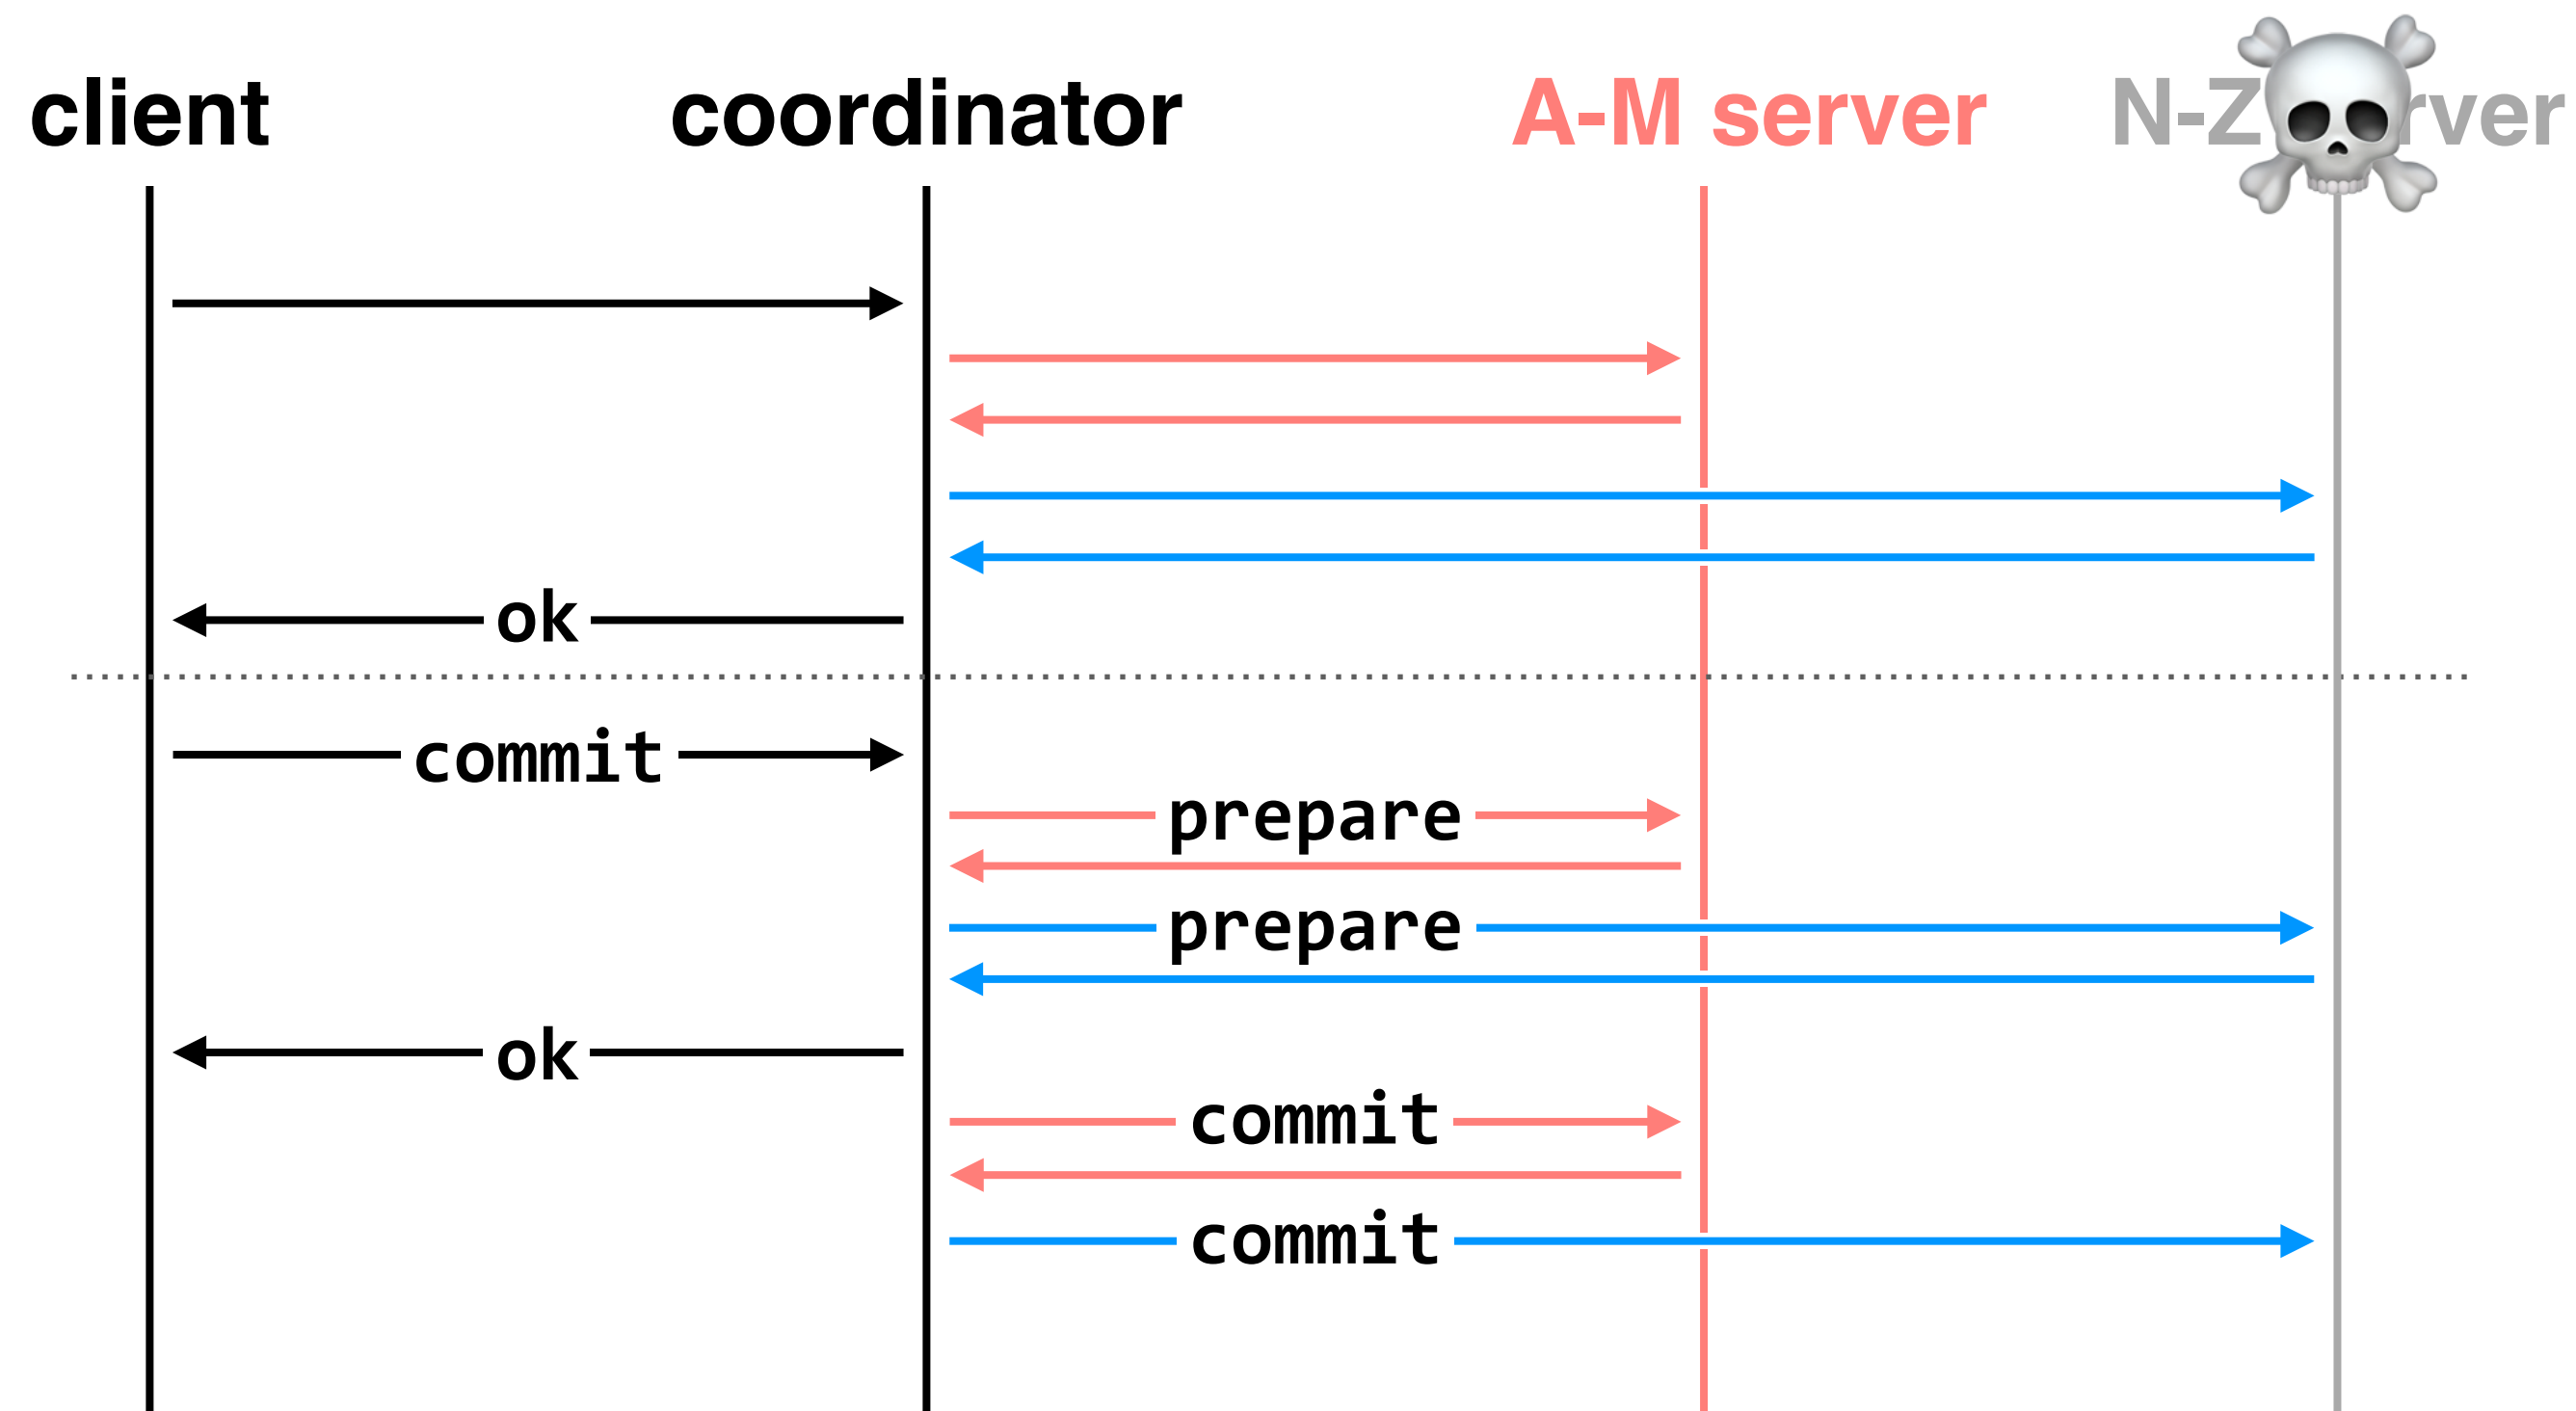 client coordinator A-M server N-Z rver
ok
commit
prepare
prepare
ok
commit
commit